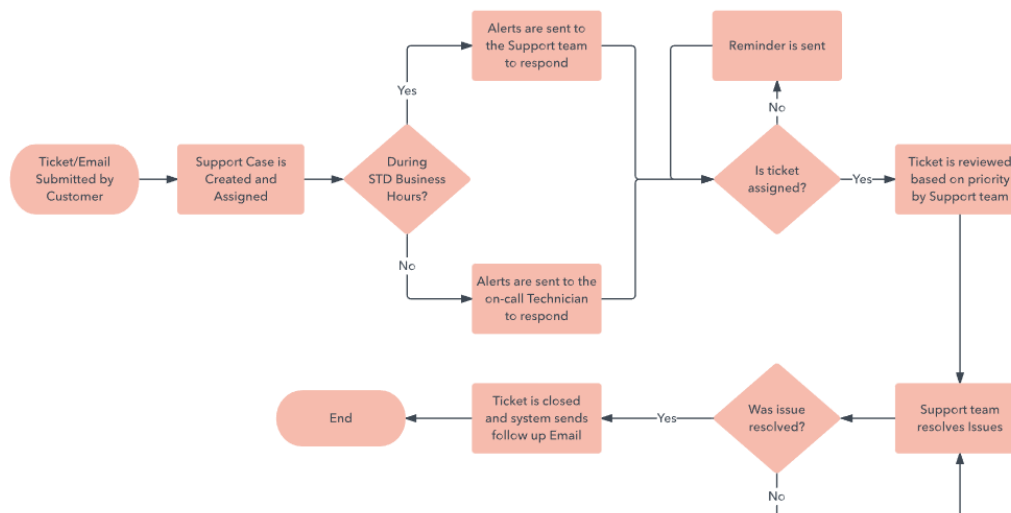 Alerts are sent to
the Support team
to respond
Reminder is sent
Yes
No
Ticket/Email
Submitted by
Customer
Support Case is
Created and
Assigned
During
STD Business
Hours?
Is ticket
assigned?
Yes
Ticket is reviewed
based on priority
by Support team
No
Alerts are sent to the
on-call Technician
to respond
End
Ticket is closed
and system sends
follow up Email
Yes
Was issue
resolved?
Support team
resolves Issues
No